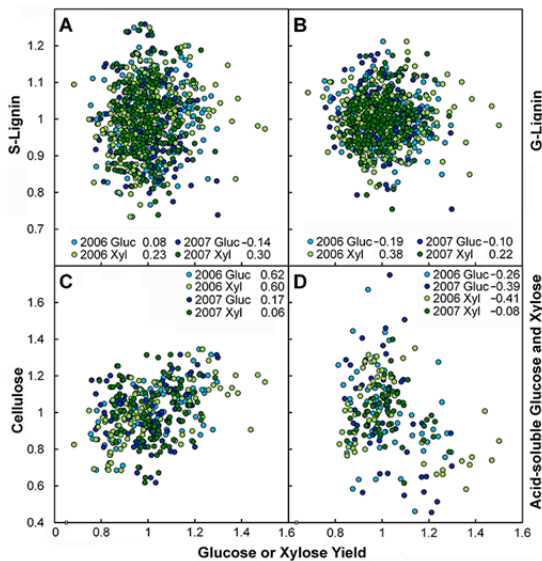 A
B
1.2
1.1
1
0.9
0.8
0.7
S-Lignin
G-Lignin
2006 Gluc 0.08
2007 Gluc -0.14
2006 Xyl 0.23
2007 Xyl 0.30
2006 Gluc -0.19
2007 Gluc -0.10
2006 Xyl 0.38
2007 Xyl 0.22
C
D
2006 Gluc 0.62
2006 Xyl 0.60
2007 Gluc 0.17
2007 Xyl 0.06
2006 Gluc -0.26
2007 Gluc -0.39
2006 Xyl -0.41
2007 Xyl -0.08
1.6
1.4
1.2
1
0.8
0.6
0.4
Cellulose
Acid-soluble Glucose and Xylose
0 0.6 0.8 1.0 1.2 1.4 1.6
0.8 1.0 1.2 1.4 1.6
Glucose or Xylose Yield